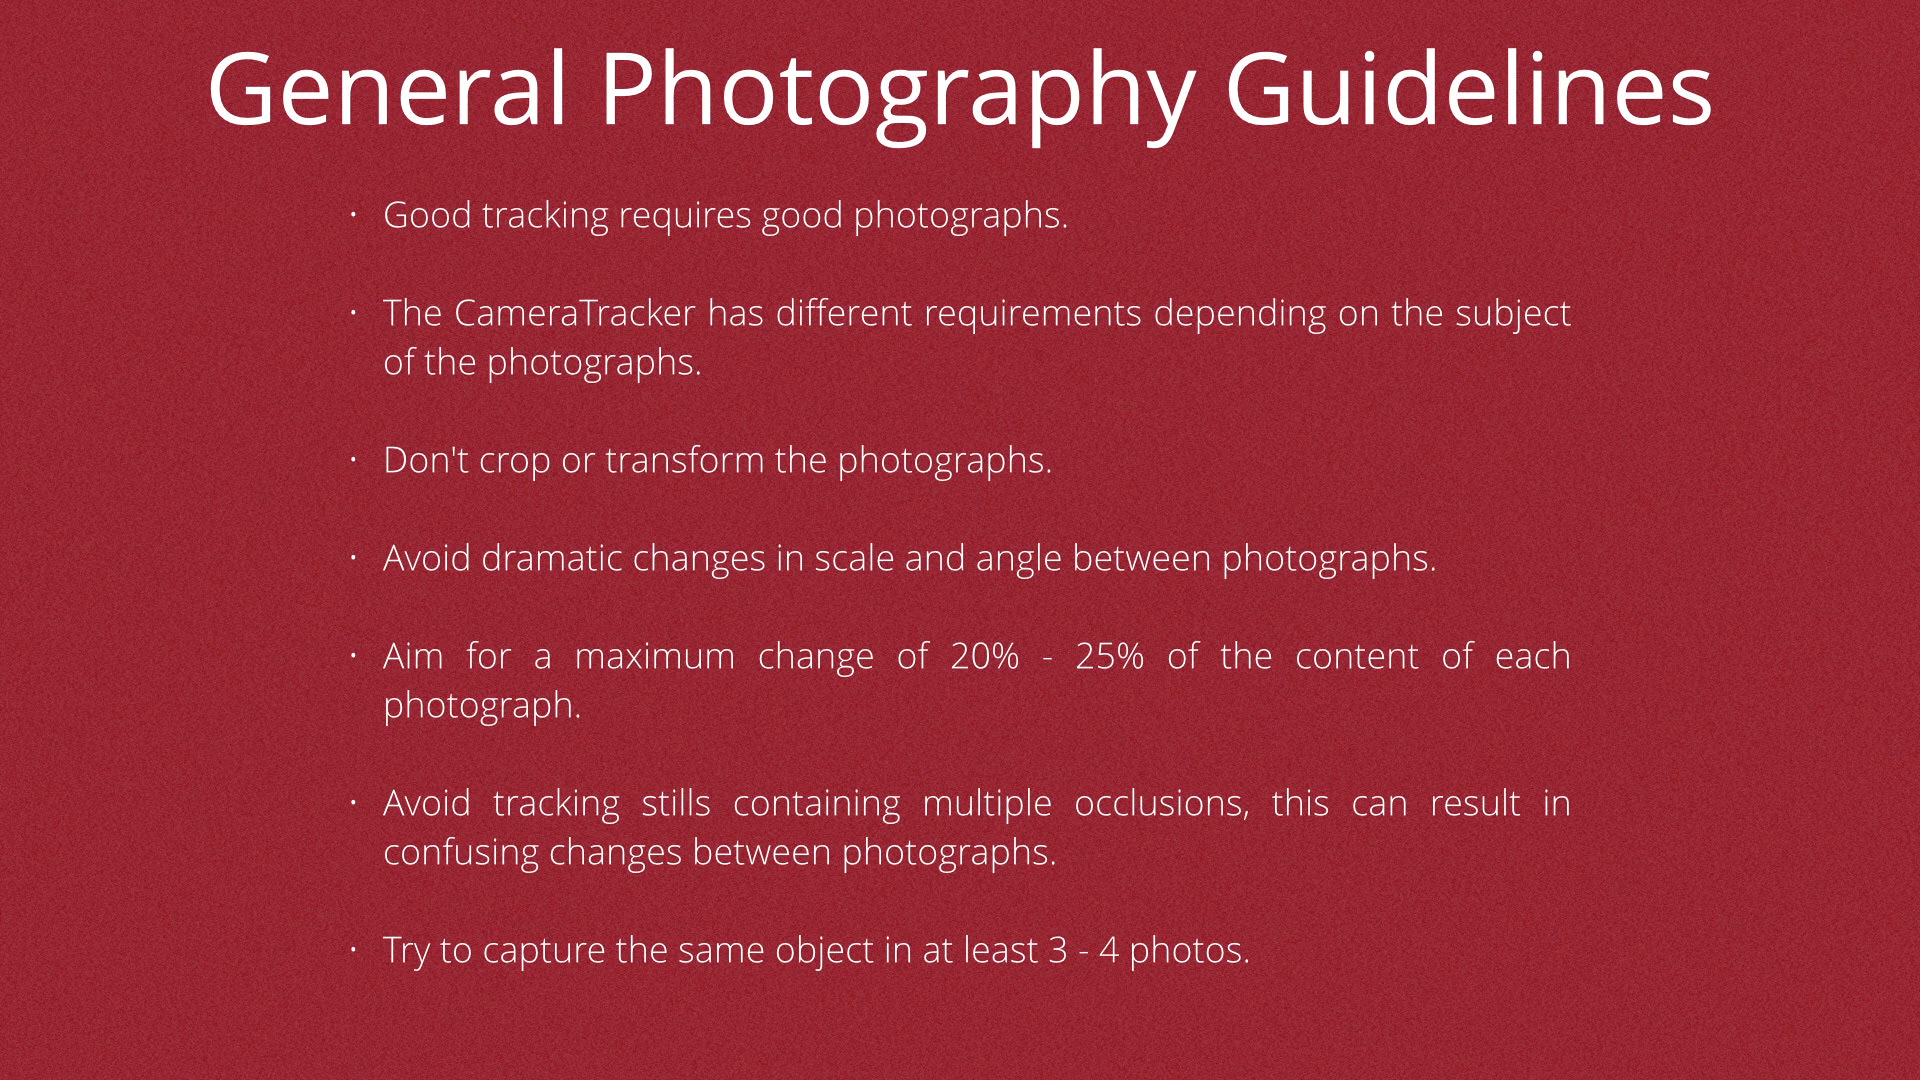 General Photography Guidelines
· Good tracking requires good photographs.
· The CameraTracker has different requirements depending on the subject
of the photographs.
· Don't crop or transform the photographs.
· Avoid dramatic changes in scale and angle between photographs.
· Aim for a maximum change of 20% - 25% of the content of each
photograph.
· Avoid tracking stills containing multiple occlusions, this can result in
confusing changes between photographs.
· Try to capture the same object in at least 3 - 4 photos.